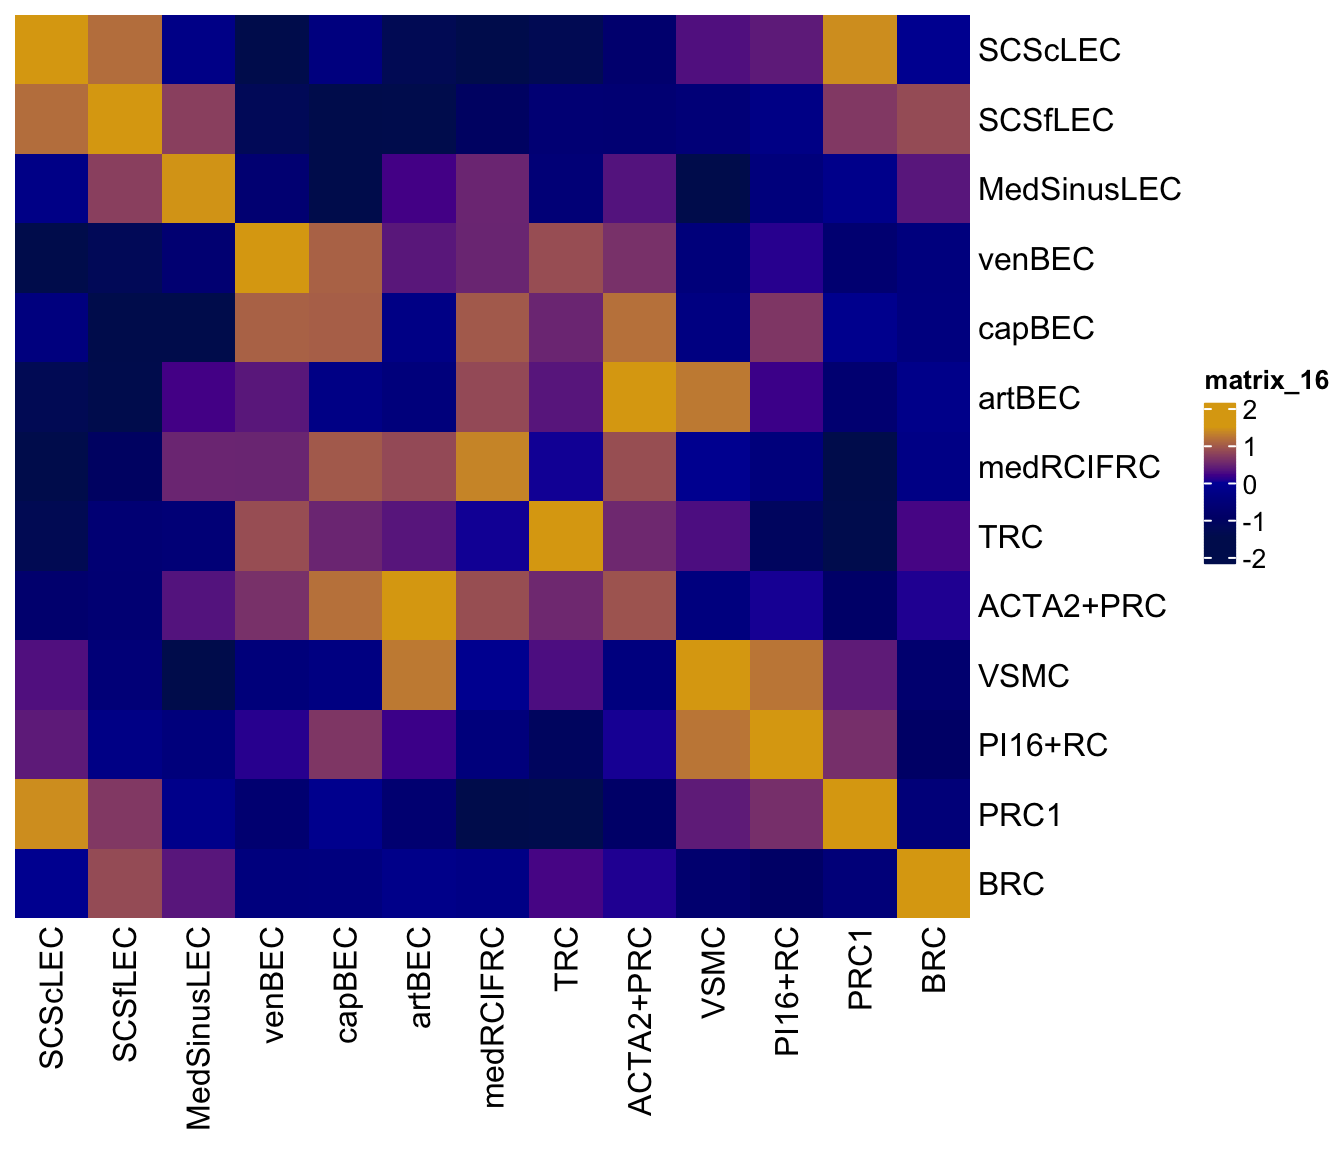 SCScLEC
SCSfLEC
MedSinusLEC
venBEC
capBEC
artBEC
medRCIFRC
TRC
ACTA2+PRC
VSMC
PI16+RC
PRC1
BRC
matrix_16
2
1
0
-1
-2
SCScLEC
SCSfLEC
MedSinusLEC
venBEC
capBEC
artBEC
medRCIFRC
TRC
ACTA2+PRC
VSMC
PI16+RC
PRC1
BRC